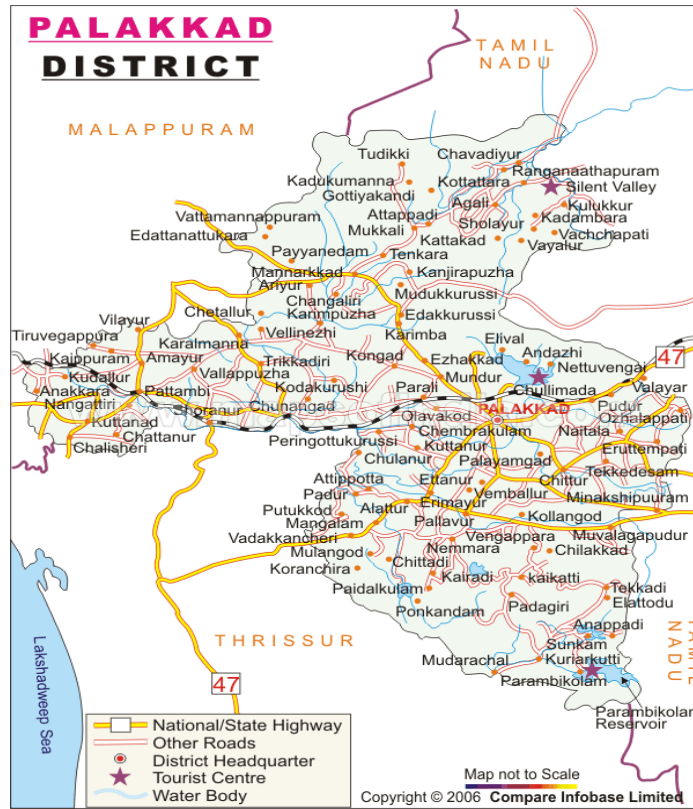 PALAKKAD
DISTRICT
TAMIL
NADU
MALAPPURAM
Tudikki
Chavadiyur
Ranganaathapuram
Kadukumanna
Kottattara
Silent Valley
Gottiyakandi
Agali
Kulukkur
Vattamannappuram
Attappadi
Sholayur
Kadambara
Edattanattukara
Mukkali
Kattakad
Vachchapati
Vayalur
Payyanedam
Tenkara
Mannarkkad
Kanjirapuzha
Ariyur
Mudukkurussi
Changaliri
Chetallur
Karimpuzha
Edakkurussi
Vilayur
Vellinezhi
Karimba
Tiruvegappura
Karalmanna
Elival
Andazhi
47
Kaippuram
Amayur
Trikkadiri
Kongad
Ezhakkad
Nettuvengai
Kudallur
Vallappuzha
Mundur
Anakkara
Pattambi
Kodakurushi
Parali
Chullimada
Valayar
Nangattiri
Shoranur
Chunangad
Olavakod
PALAKKAD
Pudur
Kuttanad
Chembrakulam
Naitala
Ozhalappati
Chattanur
Peringottukurussi
Kuttanur
Chalisheri
Chulanur
Palayamgad
Eruttempati
Attippotta
Ettanur
Chittur
Tekkedesam
Padur
Vemballur
Minakshipuuram
Putukkod
Erimayur
Mangalam
Alattur
Pallavur
Kollangod
Vadakkancheri
Vengappara
Muvalagapudur
Mulangod
Nemmara
Chilakkad
Koranchira
Chittadi
Kairadi
kaikatti
Paidalkulam
Tekkadi
Ponkandam
Padagiri
Elattodu
Anappadi
THRISSUR
Sunkam
TAMIL
NADU
Mudarachal
Kuriarkutti
Parambikolam
Lakshadweep Sea
47
Parambikolam
Reservoir
National/State Highway
Other Roads
District Headquarter
Tourist Centre
Water Body
Map not to Scale
Copyright © 2006 Compare Infobase Limited